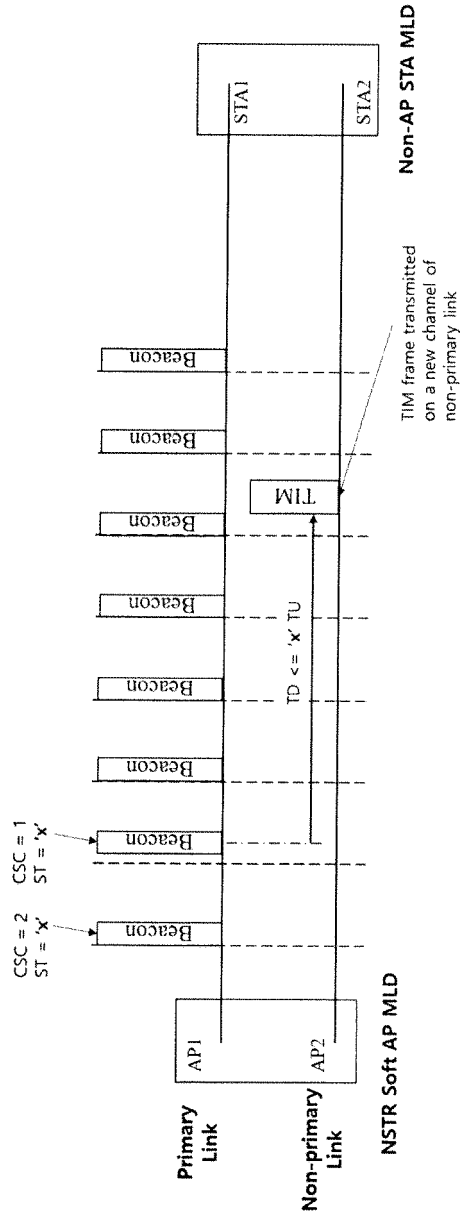 CSC = 2
ST = 'x'
CSC = 1
ST = 'x'
Beacon
Beacon
Beacon
Beacon
Beacon
Beacon
Beacon
Beacon
Primary
Link
AP1
STA1
TD <= 'x' TU
TIM
Non-primary
Link
AP2
STA2
NSTR Soft AP MLD
TIM frame transmitted
on a new channel of
non-primary link
Non-AP STA MLD